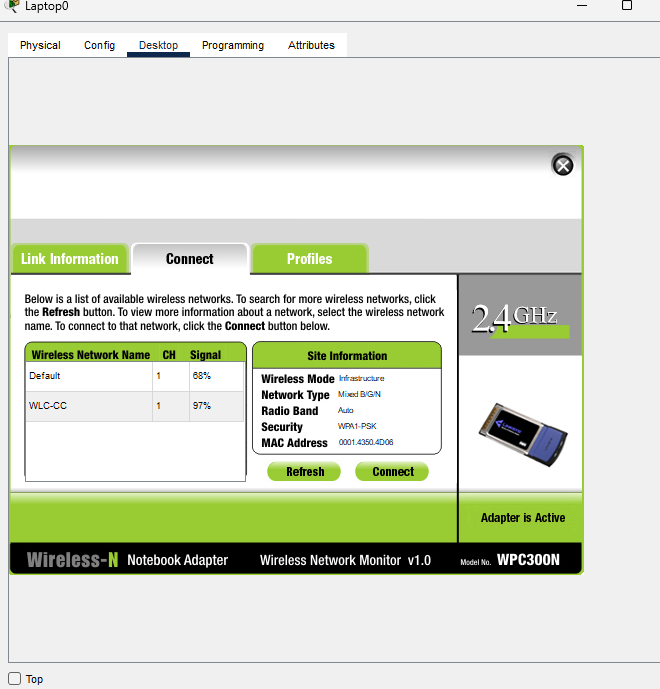 Laptop0
Physical Config Desktop Programming Attributes
Link Information Connect Profiles
Below is a list of available wireless networks. To search for more wireless networks, click
the Refresh button. To view more information about a network, select the wireless network
name. To connect to that network, click the Connect button below.
2.4GHz
Wireless Network Name CH Signal
Default 1 68%
WLC-CC 1 97%
Site Information
Wireless Mode Infrastructure
Network Type Mixed B/G/N
Radio Band Auto
Security WPA1-PSK
MAC Address 0001.4350.4D06
Refresh Connect
Adapter is Active
Wireless-N Notebook Adapter Wireless Network Monitor v1.0 Model No. WPC300N
Top